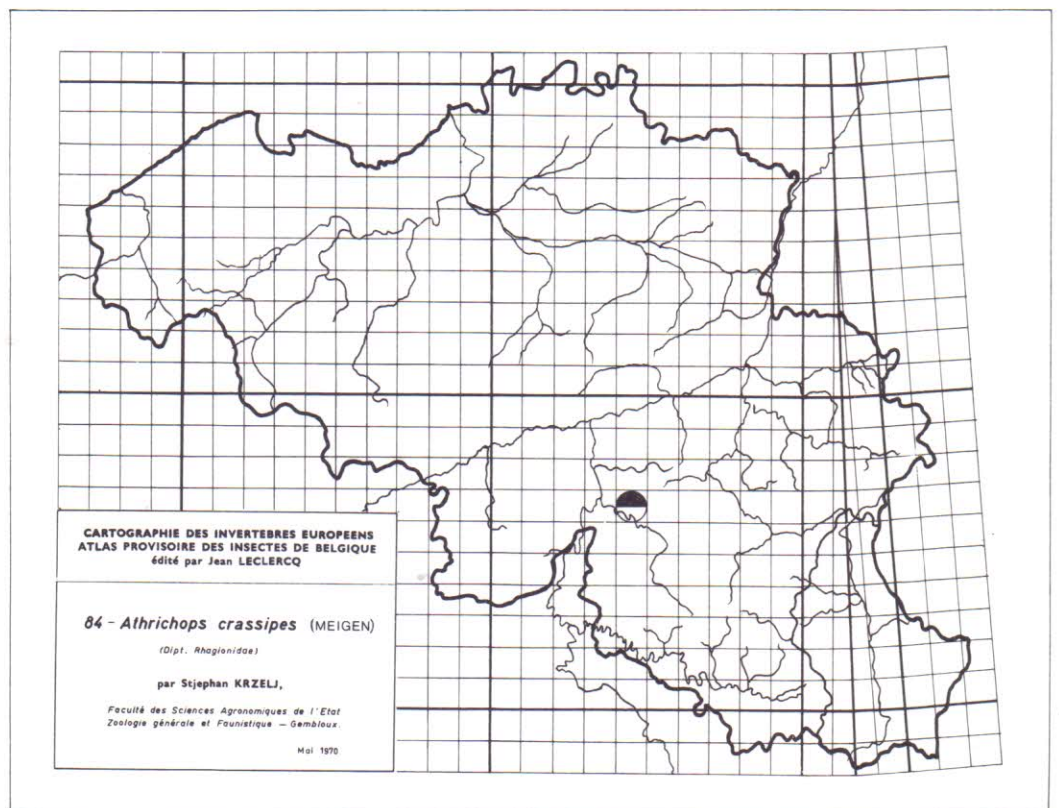 CARTOGRAPHIE DES INVERTEBRES EUROPEENS
ATLAS PROVISOIRE DES INSECTES DE BELGIQUE
édité par Jean LECLERCQ
84 – Athrichops crassipes (MEIGEN)
(Dipt. Rhagionidae)
par Stjephan KRZELJ,
Faculté des Sciences Agronomiques de l'Etat
Zoologie générale et Faunistique – Gembloux.
Mai 1970